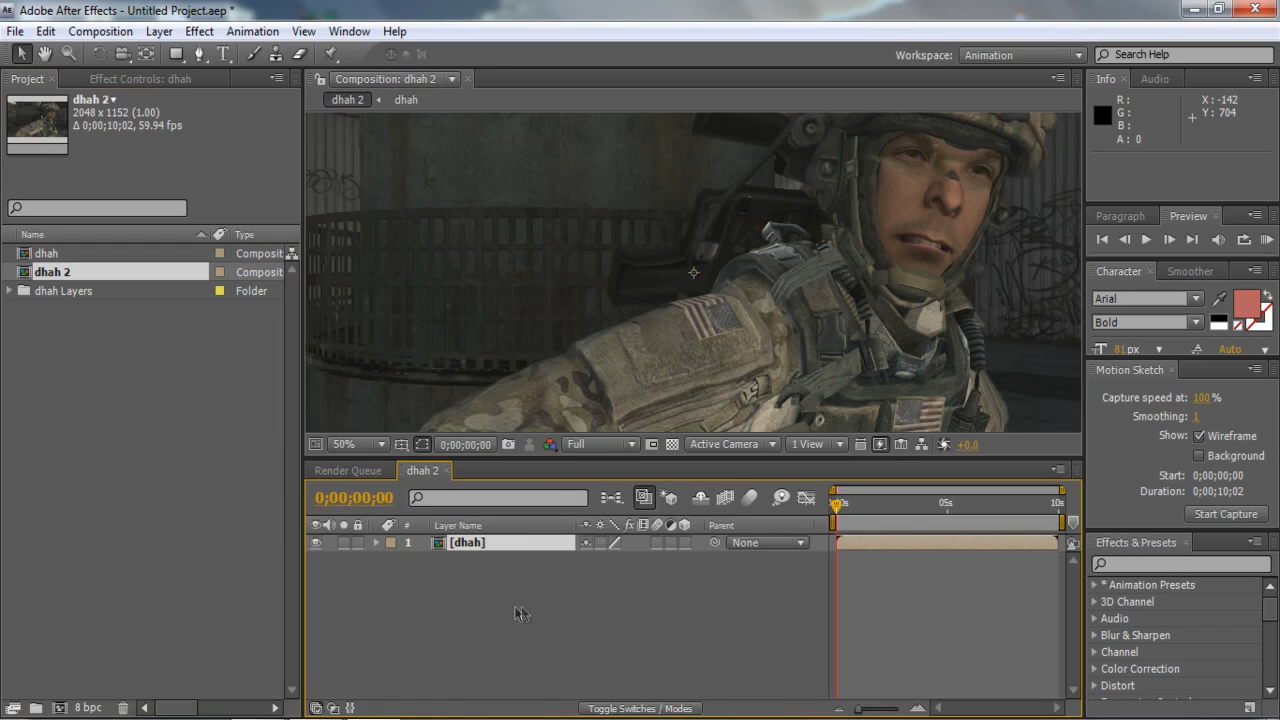 AE Adobe After Effects - Untitled Project.aep *
File Edit Composition Layer Effect Animation View Window Help
Workspace: Animation Search Help
Project Effect Controls: dhah
Composition: dhah 2
Info Audio
dhah 2
2048 x 1152 (1.00)
Δ 0;00;10;02, 59.94 fps
dhah 2 dhah
R :
G :
B :
A : 0
X : -142
Y : 704
Name Type
dhah Composit
dhah 2 Composit
dhah Layers Folder
Paragraph Preview
Character Smoother
Arial
Bold
81 px Auto
Motion Sketch
Capture speed at: 100 %
Smoothing: 1
Show: Wireframe
Background
Start: 0;00;00;00
Duration: 0;00;10;02
Start Capture
50% 0;00;00;00 Full Active Camera 1 View +0.0
Render Queue dhah 2
0;00;00;00
05s 10s
# Layer Name fx Parent
1 [dhah] None
Effects & Presets
* Animation Presets
3D Channel
Audio
Blur & Sharpen
Channel
Color Correction
Distort
8 bpc
Toggle Switches / Modes